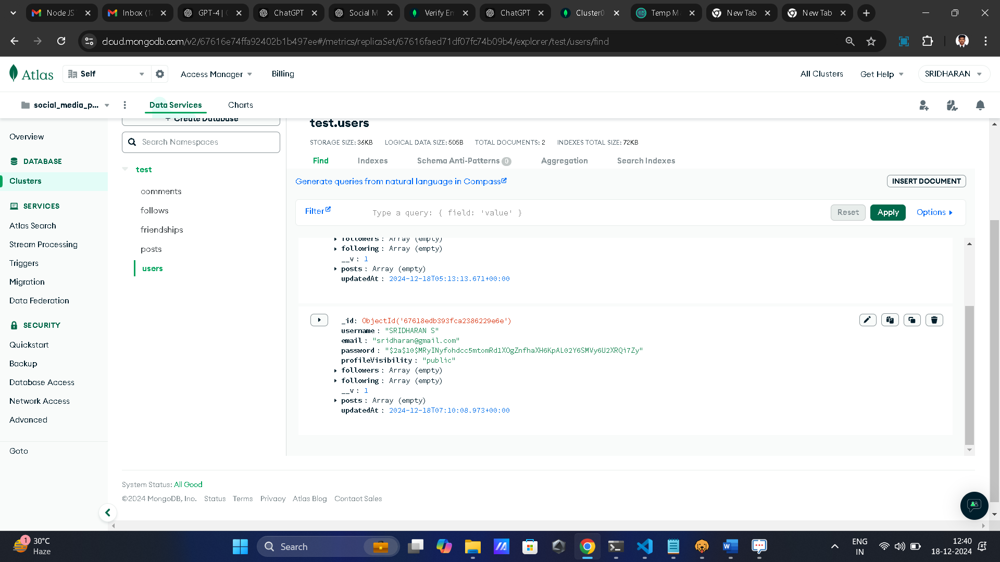 Node JS
Inbox (1
GPT-4 | (
ChatGPT
Social M
Verify Em
ChatGPT
Cluster0
Temp M
New Tab
New Tab
cloud.mongodb.com/v2/67616e74ffa92402b1b497ee#/metrics/replicaSet/67616faed71df07fc74b09b4/explorer/test/users/find
Atlas
Self
Access Manager
Billing
All Clusters
Get Help
SRIDHARAN
social_media_p...
Data Services
Charts
Overview
DATABASE
Clusters
SERVICES
Atlas Search
Stream Processing
Triggers
Migration
Data Federation
SECURITY
Quickstart
Backup
Database Access
Network Access
Advanced
Goto
+ Create Database
Search Namespaces
test
comments
follows
friendships
posts
users
test.users
STORAGE SIZE: 36KB LOGICAL DATA SIZE: 505B TOTAL DOCUMENTS: 2 INDEXES TOTAL SIZE: 72KB
Find Indexes Schema Anti-Patterns 0 Aggregation Search Indexes
Generate queries from natural language in Compass
INSERT DOCUMENT
Filter
Type a query: { field: 'value' }
Reset
Apply
Options
followers : Array (empty)
following : Array (empty)
__v : 1
posts : Array (empty)
updatedAt : 2024-12-18T05:13:13.671+00:00
_id: ObjectId('67618edb393fca2386229e6e')
username : "SRIDHARAN S"
email : "sridharan@gmail.com"
password : "$2a$10$MRyINyfohdcc5mtomRd1XOgZnfhaXH6KpAL02Y6SMVy6U2XRQi7Zy"
profileVisibility : "public"
followers : Array (empty)
following : Array (empty)
__v : 1
posts : Array (empty)
updatedAt : 2024-12-18T07:10:08.973+00:00
System Status: All Good
©2024 MongoDB, Inc. Status Terms Privacy Atlas Blog Contact Sales
1
30°C
Haze
Search
ENG
IN
12:40
18-12-2024